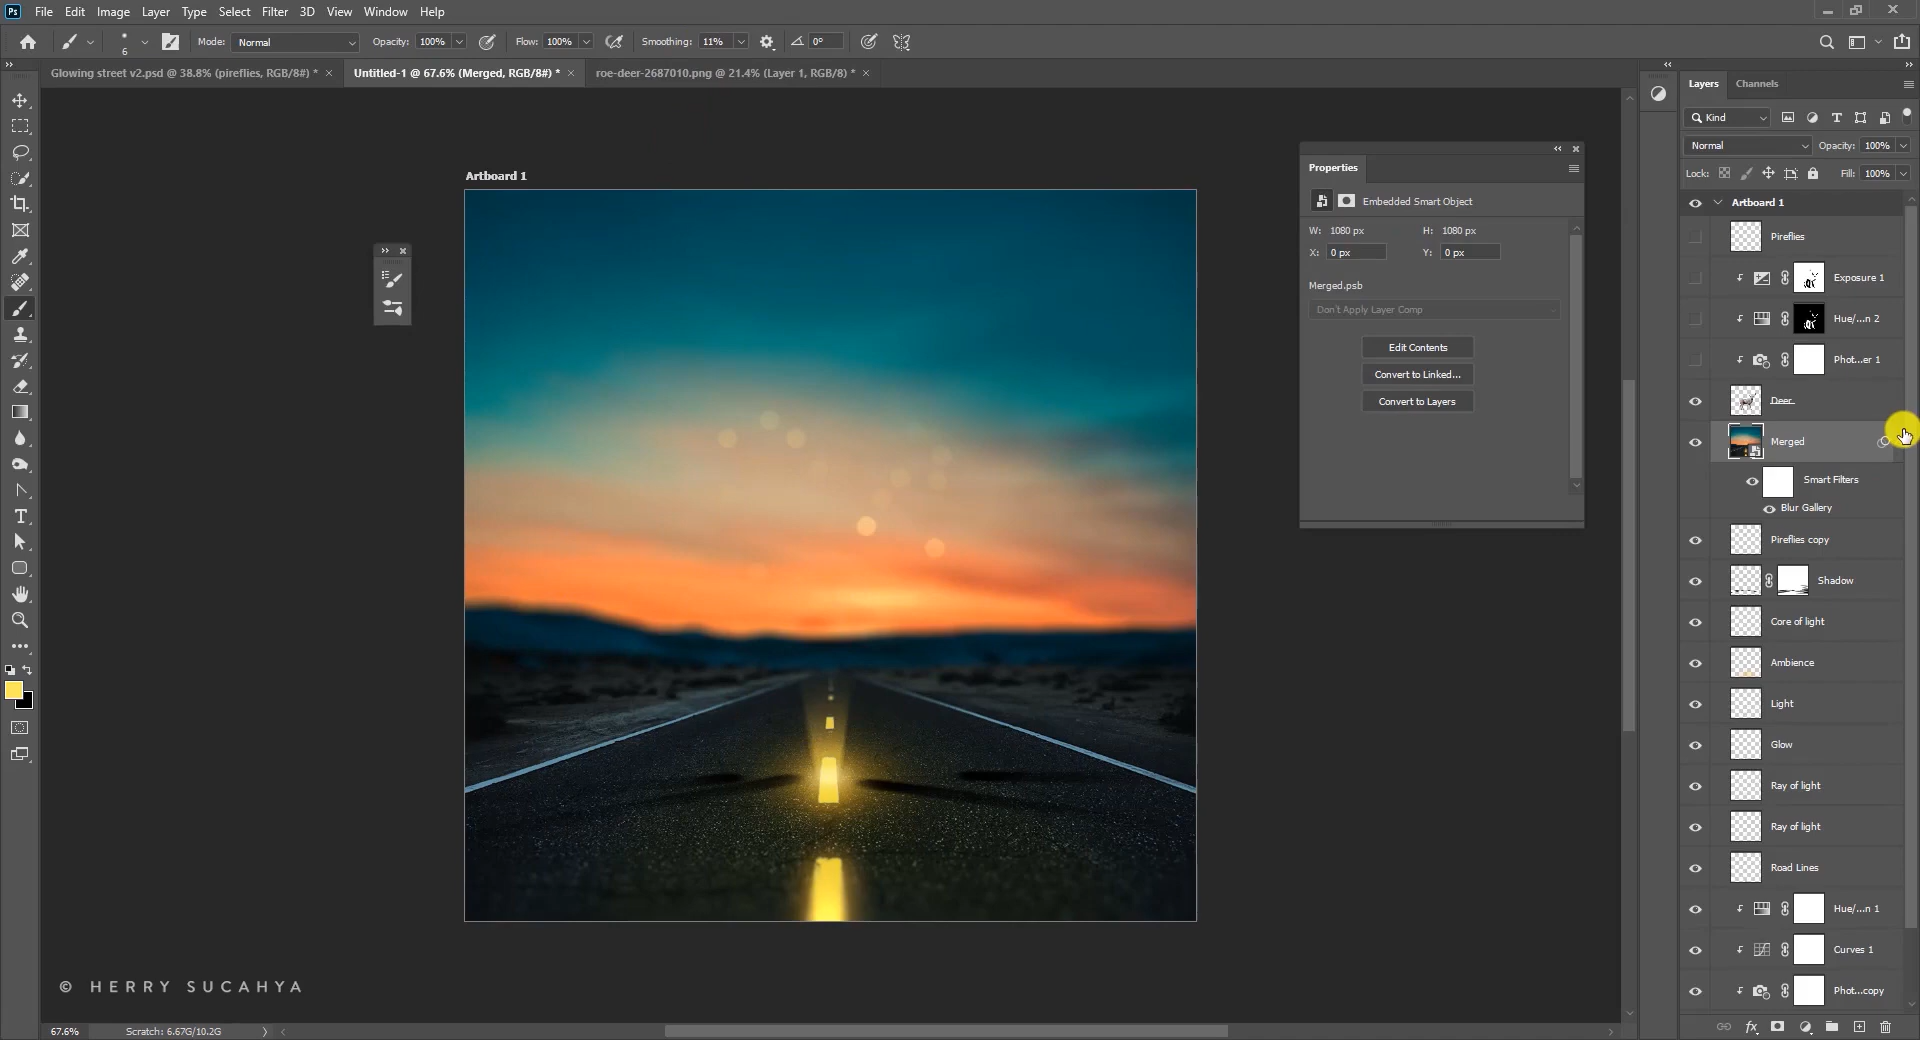 Ps File Edit Image Layer Type Select Filter 3D View Window Help
6 Mode: Normal Opacity: 100% Flow: 100% Smoothing: 11% 0°
Glowing street v2.psd @ 38.8% (pireflies, RGB/8#) * × Untitled-1 @ 67.6% (Merged, RGB/8#) * × roe-deer-2687010.png @ 21.4% (Layer 1, RGB/8) * ×
Artboard 1
Properties
Embedded Smart Object
W: 1080 px H: 1080 px
X: 0 px Y: 0 px
Merged.psb
Don't Apply Layer Comp
Edit Contents
Convert to Linked...
Convert to Layers
Layers Channels
Kind
Normal Opacity: 100%
Lock: Fill: 100%
Artboard 1
Pireflies
Exposure 1
Hue/...n 2
Phot...er 1
Deer
Merged
Smart Filters
Blur Gallery
Pireflies copy
Shadow
Core of light
Ambience
Light
Glow
Ray of light
Ray of light
Road Lines
Hue/...n 1
Curves 1
Phot...copy
© HERRY SUCAHYA
67.6% Scratch: 6.67G/10.2G